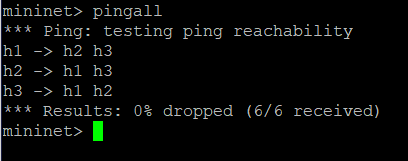 mininet> pingall
*** Ping: testing ping reachability
h1 -> h2 h3
h2 -> h1 h3
h3 -> h1 h2
*** Results: 0% dropped (6/6 received)
mininet>